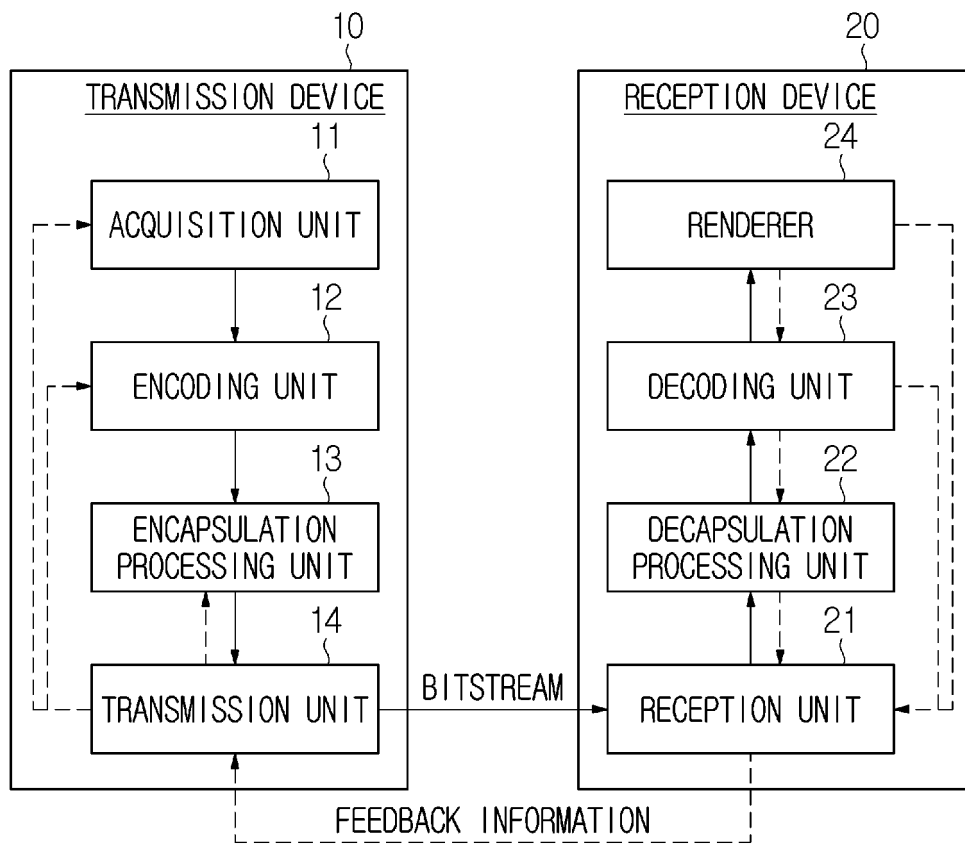 10
TRANSMISSION DEVICE
11
ACQUISITION UNIT
12
ENCODING UNIT
13
ENCAPSULATION
PROCESSING UNIT
14
TRANSMISSION UNIT
BITSTREAM
20
RECEPTION DEVICE
24
RENDERER
23
DECODING UNIT
22
DECAPSULATION
PROCESSING UNIT
21
RECEPTION UNIT
FEEDBACK INFORMATION